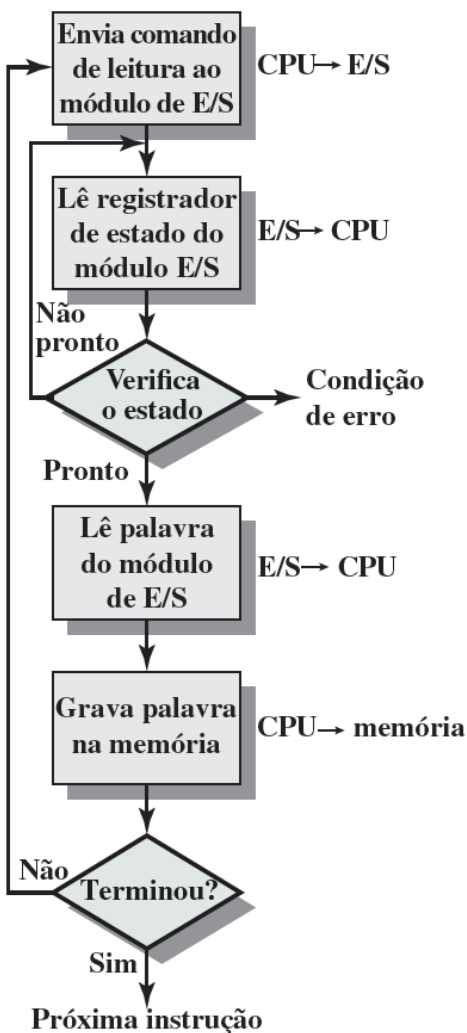 Envia comando
de leitura ao
módulo de E/S
CPU→ E/S
Lê registrador
de estado do
módulo E/S
E/S→ CPU
Não
pronto
Verifica
o estado
Condição
de erro
Pronto
Lê palavra
do módulo
de E/S
E/S→ CPU
Grava palavra
na memória
CPU→ memória
Não
Terminou?
Sim
Próxima instrução